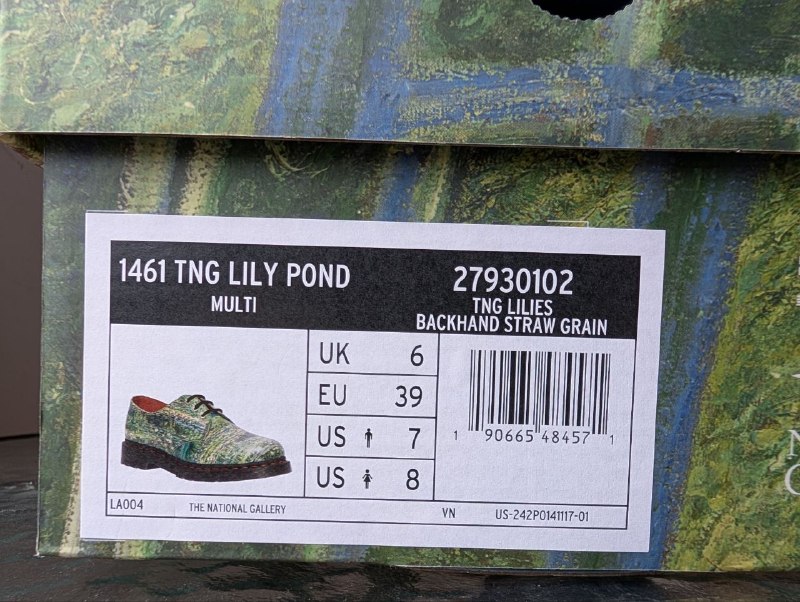 1461 TNG LILY POND
MULTI
27930102
TNG LILIES
BACKHAND STRAW GRAIN
UK 6
EU 39
US 7
US 8
1 90665 48457 1
LA004 THE NATIONAL GALLERY VN US-242P0141117-01